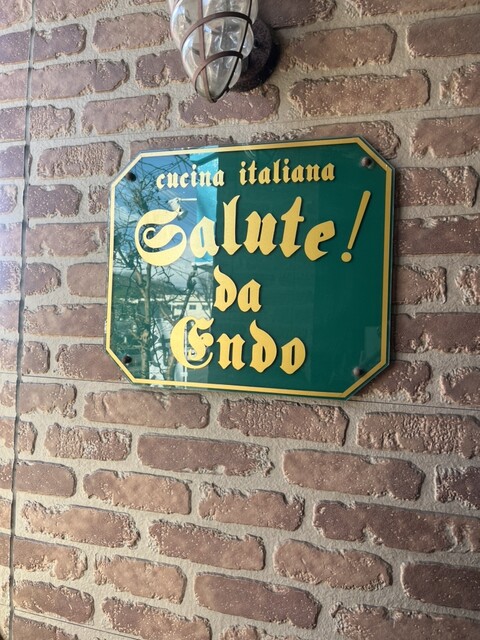 cucina italiana
Salute!
da
Endo